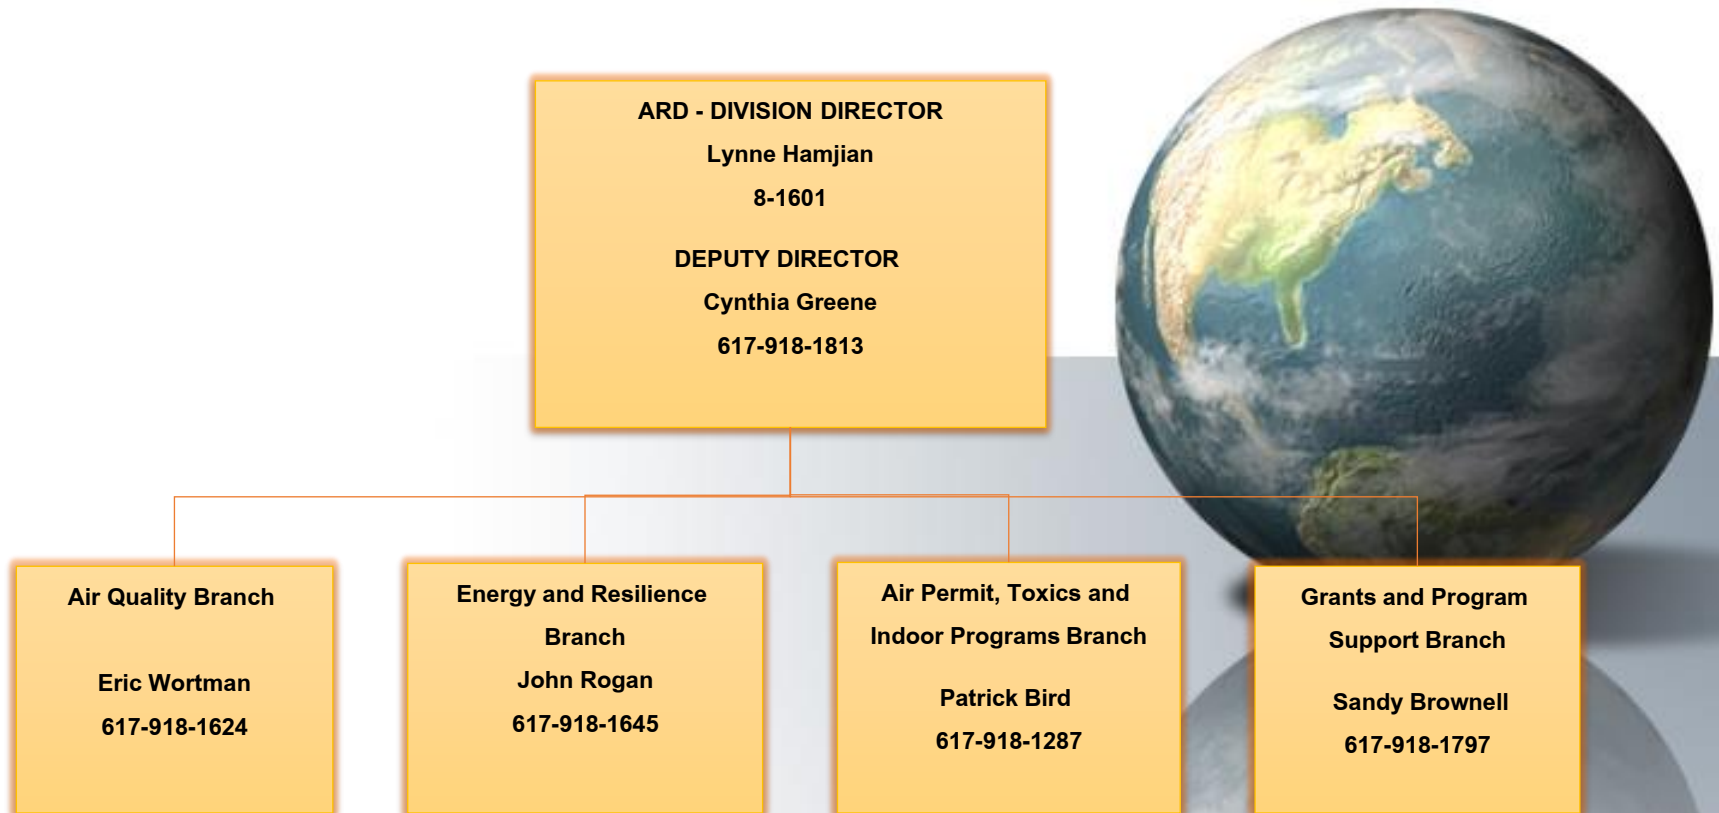 ARD - DIVISION DIRECTOR
Lynne Hamjian
8-1601
DEPUTY DIRECTOR
Cynthia Greene
617-918-1813
Air Quality Branch
Eric Wortman
617-918-1624
Energy and Resilience
Branch
John Rogan
617-918-1645
Air Permit, Toxics and
Indoor Programs Branch
Patrick Bird
617-918-1287
Grants and Program
Support Branch
Sandy Brownell
617-918-1797